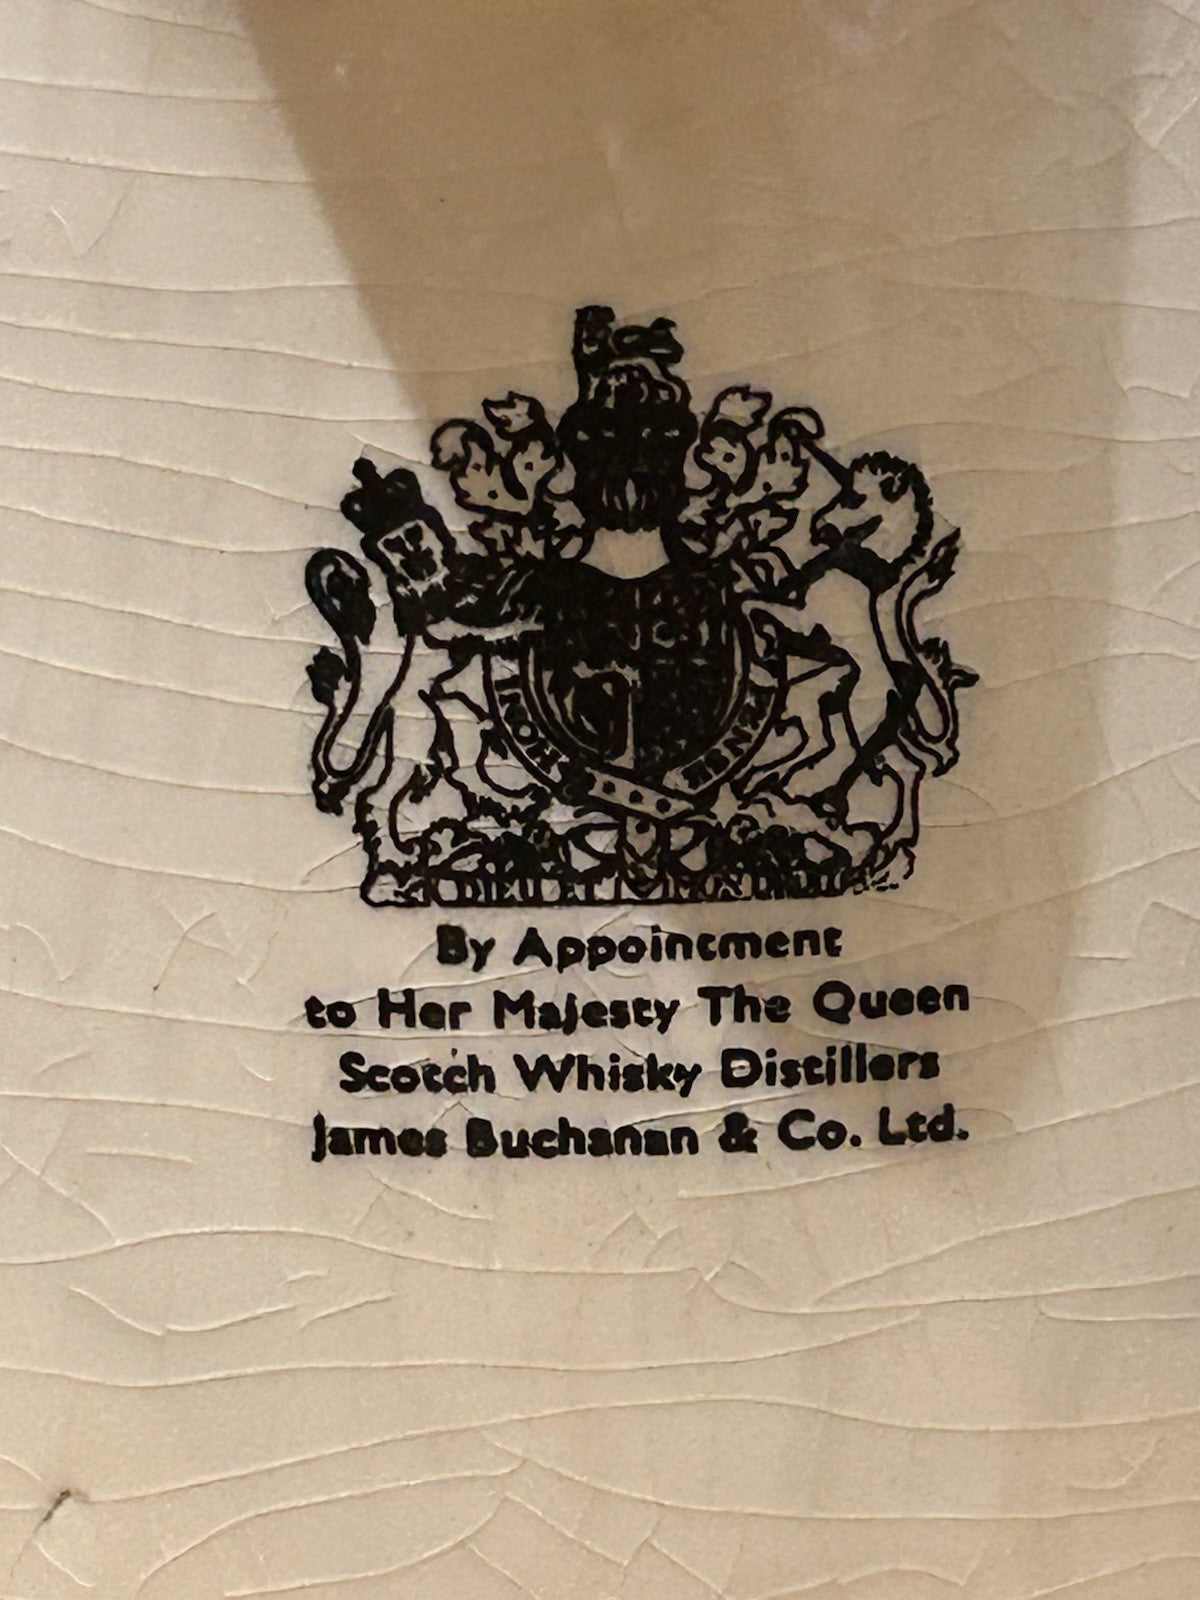 By Appointment
to Her Majesty The Queen
Scotch Whisky Distillers
James Buchanan & Co. Ltd.